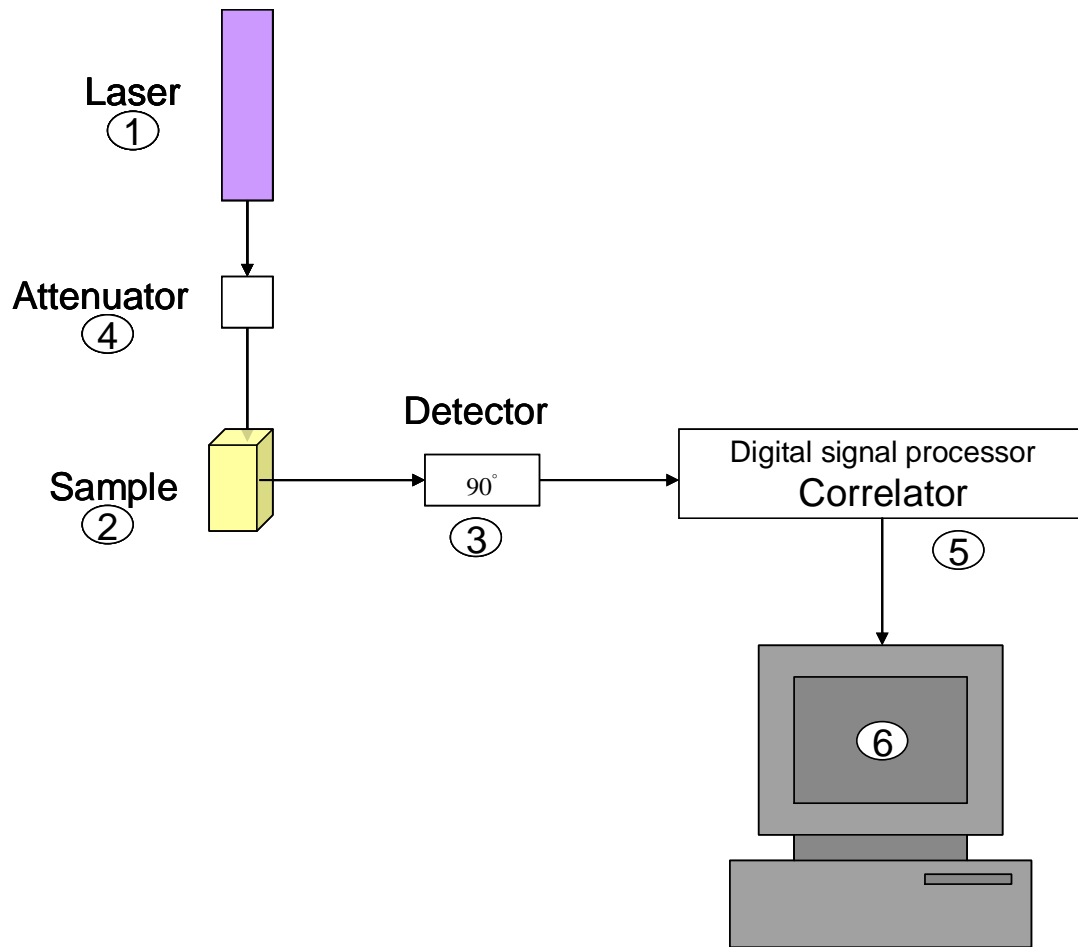 Laser
1
Attenuator
4
Detector
Sample
2
90°
3
Digital signal processor
Correlator
5
6